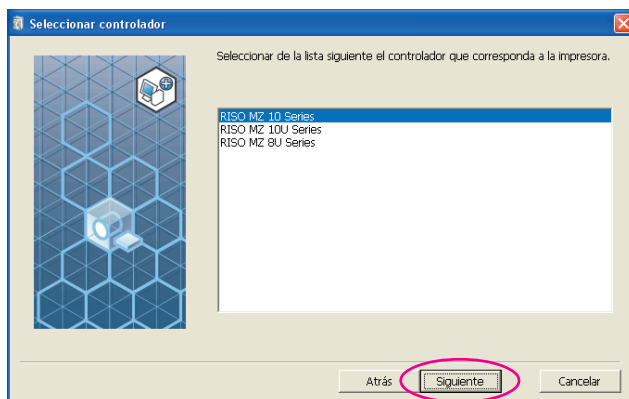 Seleccionar controlador
Seleccionar de la lista siguiente el controlador que corresponda a la impresora.
RISO MZ 10 Series
RISO MZ 10U Series
RISO MZ 8U Series
Atrás Siguiente Cancelar